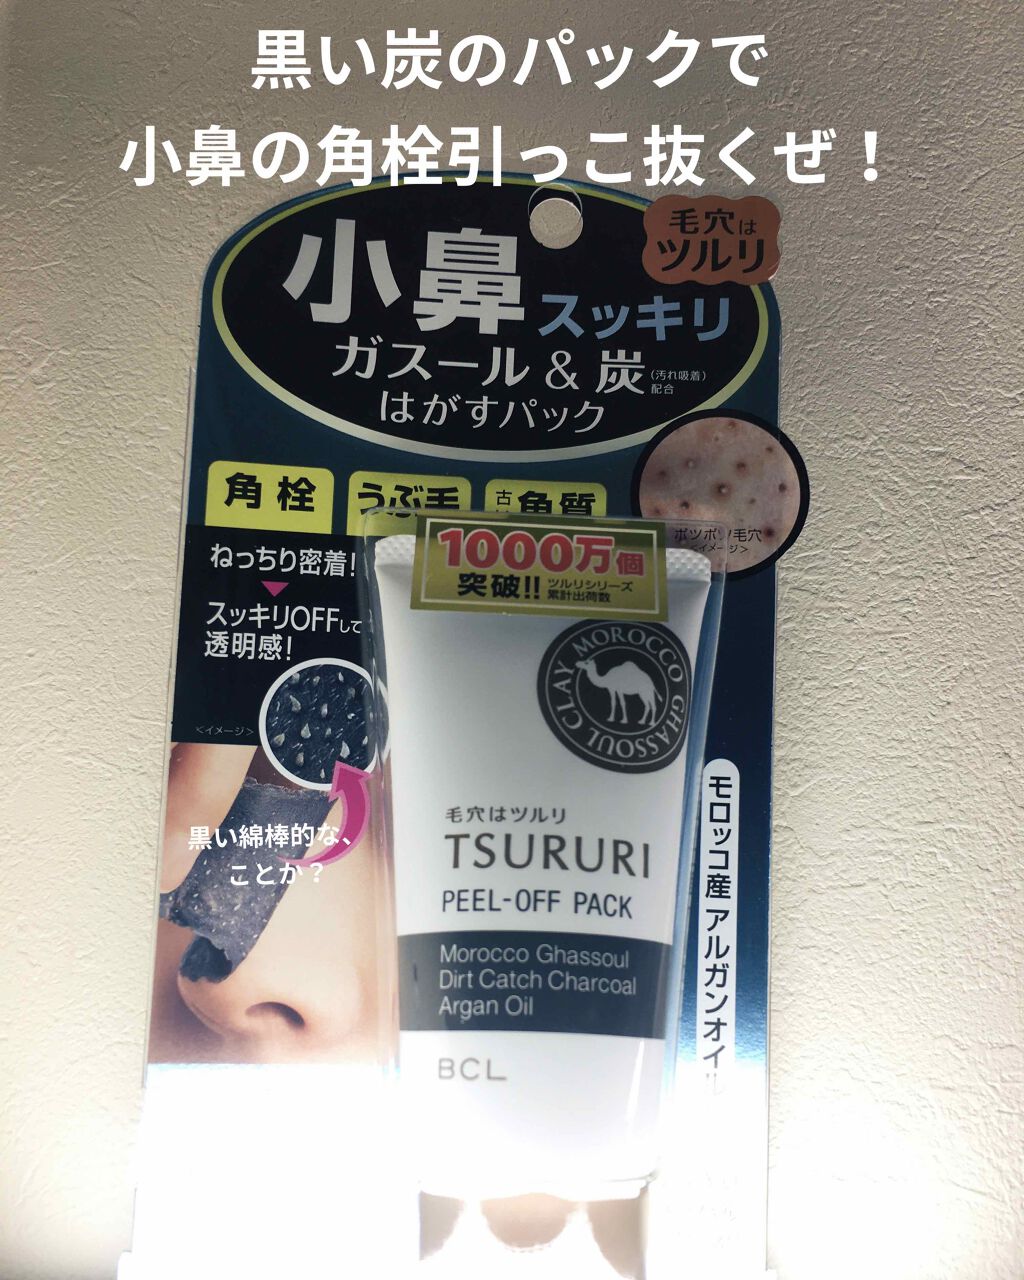 黒い炭のパックで
小鼻の角栓引っこ抜くぜ！
毛穴は
ツルリ
小鼻スッキリ
ガスール＆炭（汚れ吸着）配合
はがすパック
角栓
うぶ毛
角質
ポツポツ毛穴
＜イメージ＞
ねっちり密着！
スッキリOFFして
透明感！
＜イメージ＞
1000万個
突破!! ツルリシリーズ
累計出荷数
MOROCCO GHASSOUL CLAY
黒い綿棒的な、
ことか？
毛穴はツルリ
TSURURI
PEEL-OFF PACK
Morocco Ghassoul
Dirt Catch Charcoal
Argan Oil
BCL
モロッコ産アルガンオイル